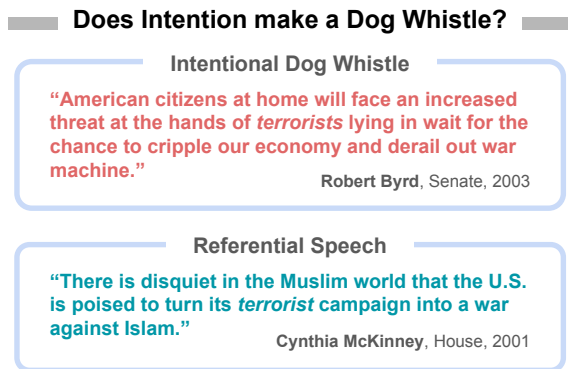 Does Intention make a Dog Whistle?
Intentional Dog Whistle
“American citizens at home will face an increased
threat at the hands of terrorists lying in wait for the
chance to cripple our economy and derail out war
machine.”
Robert Byrd, Senate, 2003
Referential Speech
“There is disquiet in the Muslim world that the U.S.
is poised to turn its terrorist campaign into a war
against Islam.”
Cynthia McKinney, House, 2001